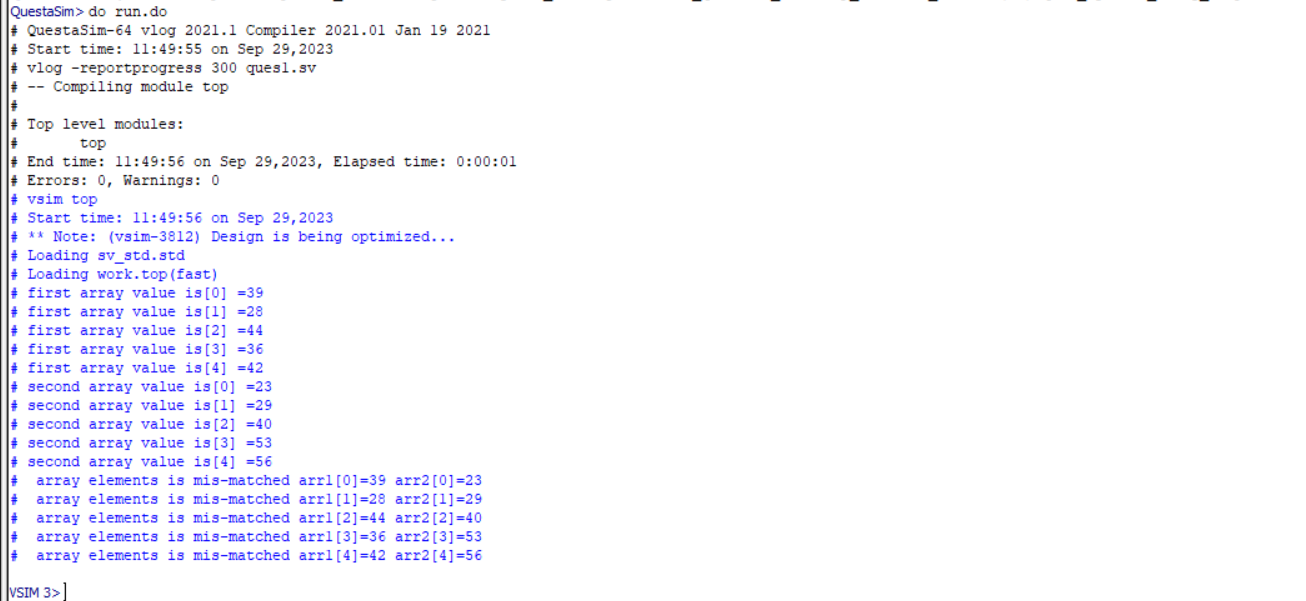 QuestaSim> do run.do
# QuestaSim-64 vlog 2021.1 Compiler 2021.01 Jan 19 2021
# Start time: 11:49:55 on Sep 29,2023
# vlog -reportprogress 300 ques1.sv
# -- Compiling module top
#
# Top level modules:
#       top
# End time: 11:49:56 on Sep 29,2023, Elapsed time: 0:00:01
# Errors: 0, Warnings: 0
# vsim top
# Start time: 11:49:56 on Sep 29,2023
# ** Note: (vsim-3812) Design is being optimized...
# Loading sv_std.std
# Loading work.top(fast)
# first array value is[0] =39
# first array value is[1] =28
# first array value is[2] =44
# first array value is[3] =36
# first array value is[4] =42
# second array value is[0] =23
# second array value is[1] =29
# second array value is[2] =40
# second array value is[3] =53
# second array value is[4] =56
#  array elements is mis-matched arr1[0]=39 arr2[0]=23
#  array elements is mis-matched arr1[1]=28 arr2[1]=29
#  array elements is mis-matched arr1[2]=44 arr2[2]=40
#  array elements is mis-matched arr1[3]=36 arr2[3]=53
#  array elements is mis-matched arr1[4]=42 arr2[4]=56
VSIM 3>